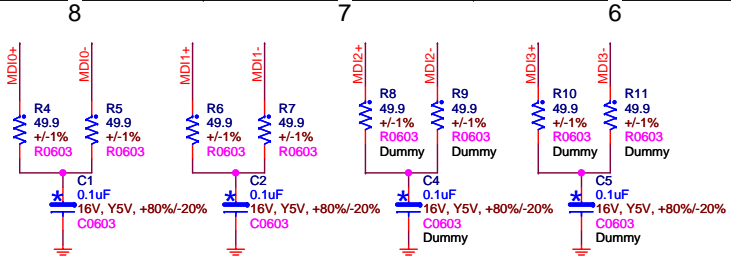 8
7
6
MDI0+
MDI0-
MDI1+
MDI1-
MDI2+
MDI2-
MDI3+
MDI3-
R4
49.9
+/-1%
R0603
R5
49.9
+/-1%
R0603
R6
49.9
+/-1%
R0603
R7
49.9
+/-1%
R0603
R8
49.9
+/-1%
R0603
Dummy
R9
49.9
+/-1%
R0603
Dummy
R10
49.9
+/-1%
R0603
Dummy
R11
49.9
+/-1%
R0603
Dummy
C1
0.1uF
16V, Y5V, +80%/-20%
C0603
C2
0.1uF
16V, Y5V, +80%/-20%
C0603
C4
0.1uF
16V, Y5V, +80%/-20%
C0603
Dummy
C5
0.1uF
16V, Y5V, +80%/-20%
C0603
Dummy